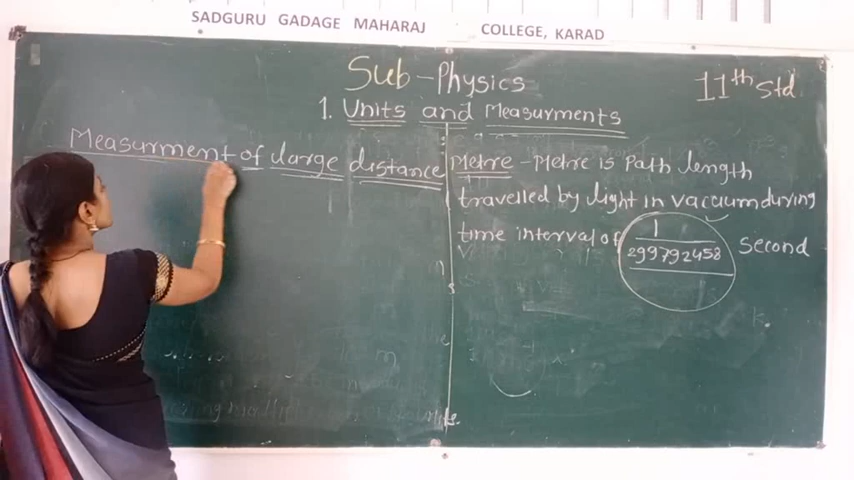 SADGURU GADAGE MAHARAJ COLLEGE, KARAD
Sub-Physics
11th Std
1. Units and Measurments
Measurment of large distance
Metre - Metre is Path length
travelled by light in vacuum during
time interval of 1/299792458 Second